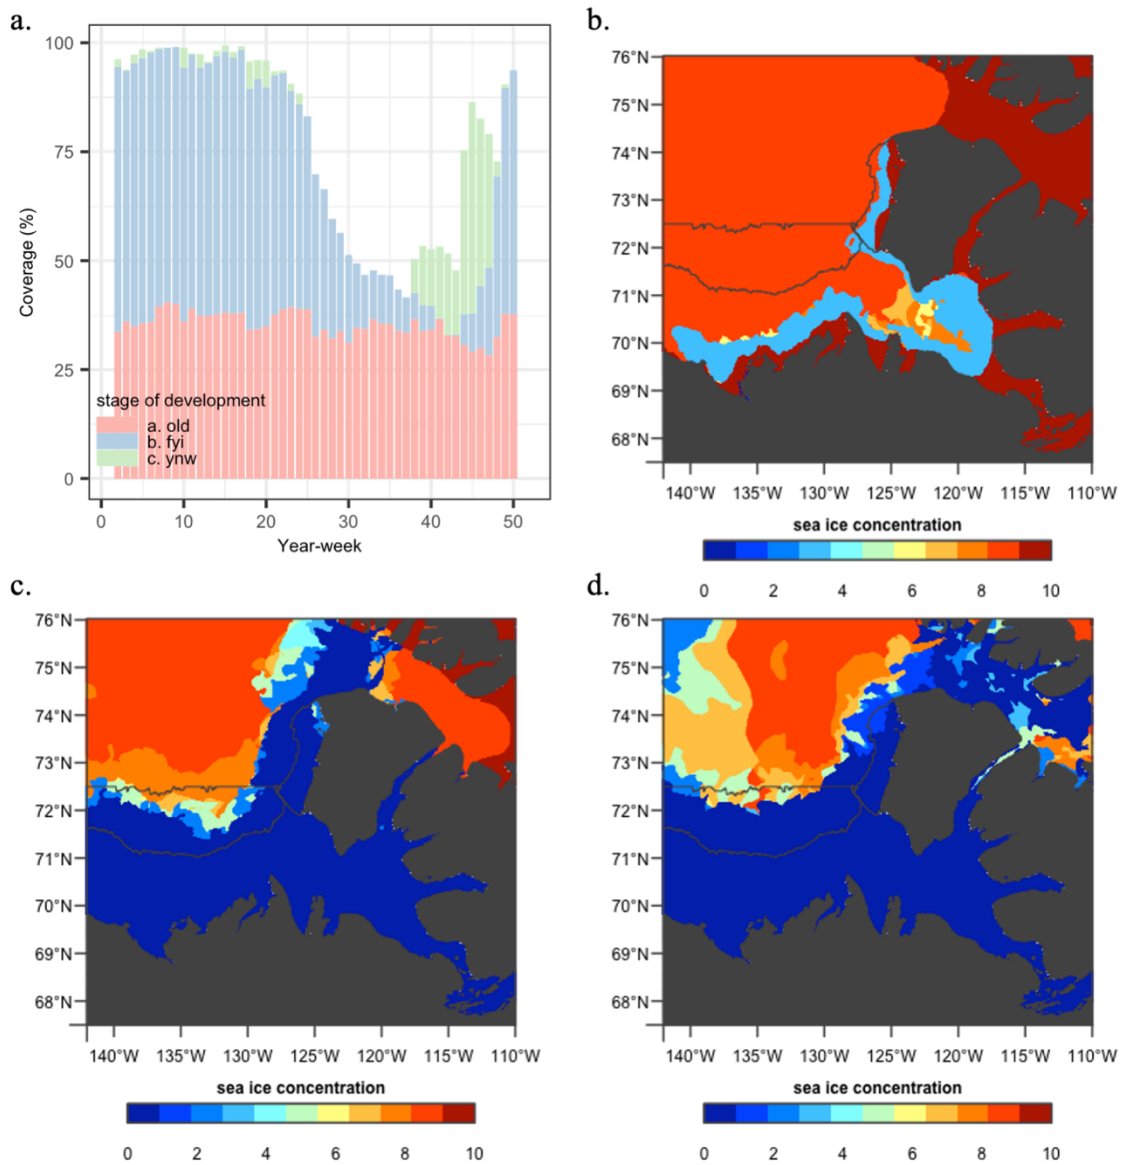 a.
100
75
50
25
0
Coverage (%)
stage of development
a. old
b. fyi
c. ynw
0 10 20 30 40 50
Year-week
b.
76°N
75°N
74°N
73°N
72°N
71°N
70°N
69°N
68°N
140°W 135°W 130°W 125°W 120°W 115°W 110°W
sea ice concentration
0 2 4 6 8 10
c.
76°N
75°N
74°N
73°N
72°N
71°N
70°N
69°N
68°N
140°W 135°W 130°W 125°W 120°W 115°W 110°W
sea ice concentration
0 2 4 6 8 10
d.
76°N
75°N
74°N
73°N
72°N
71°N
70°N
69°N
68°N
140°W 135°W 130°W 125°W 120°W 115°W 110°W
sea ice concentration
0 2 4 6 8 10